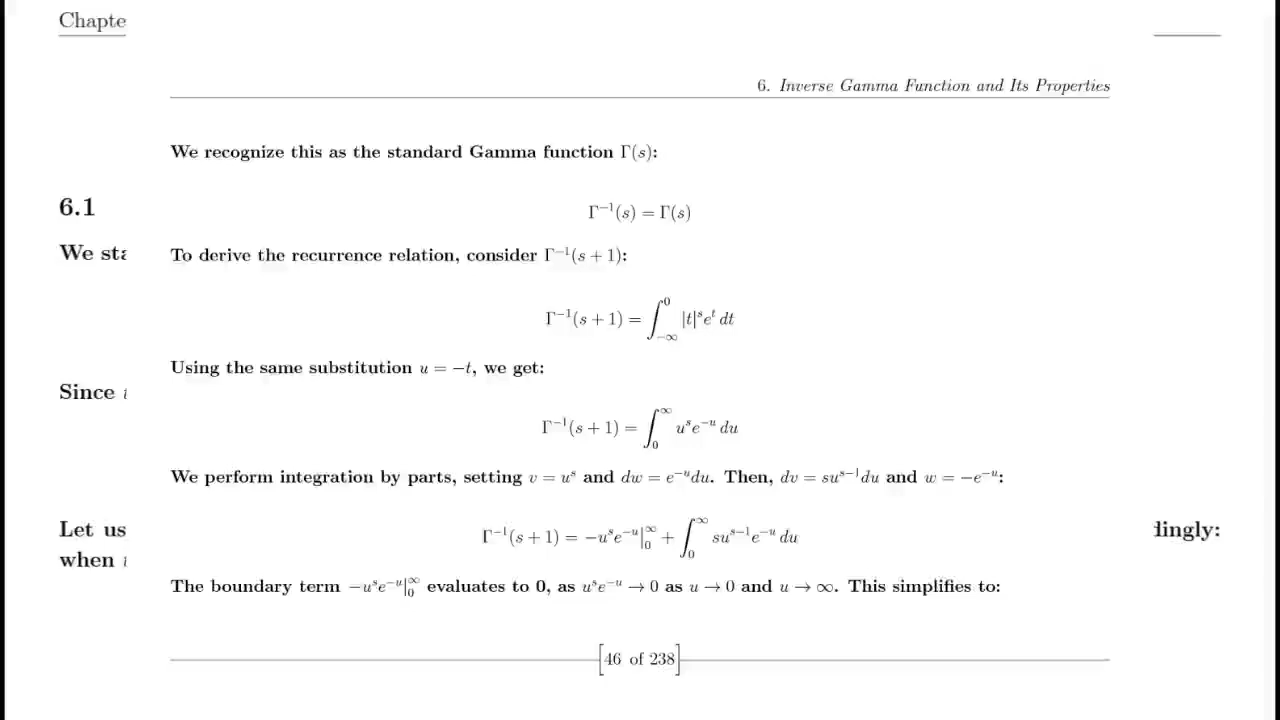 Chapte
6. Inverse Gamma Function and Its Properties
We recognize this as the standard Gamma function Γ(s):
6.1
Γ⁻¹(s) = Γ(s)
We sta
To derive the recurrence relation, consider Γ⁻¹(s + 1):
Γ⁻¹(s + 1) = ∫_{−∞}^{0} |t|^s e^t dt
Using the same substitution u = −t, we get:
Since t
Γ⁻¹(s + 1) = ∫_0^∞ u^s e^{−u} du
We perform integration by parts, setting v = u^s and dw = e^{−u}du. Then, dv = su^{s−1}du and w = −e^{−u}:
Let us
dingly:
Γ⁻¹(s + 1) = −u^s e^{−u}|_0^∞ + ∫_0^∞ su^{s−1}e^{−u} du
when t
The boundary term −u^s e^{−u}|_0^∞ evaluates to 0, as u^s e^{−u} → 0 as u → 0 and u → ∞. This simplifies to:
[46 of 238]